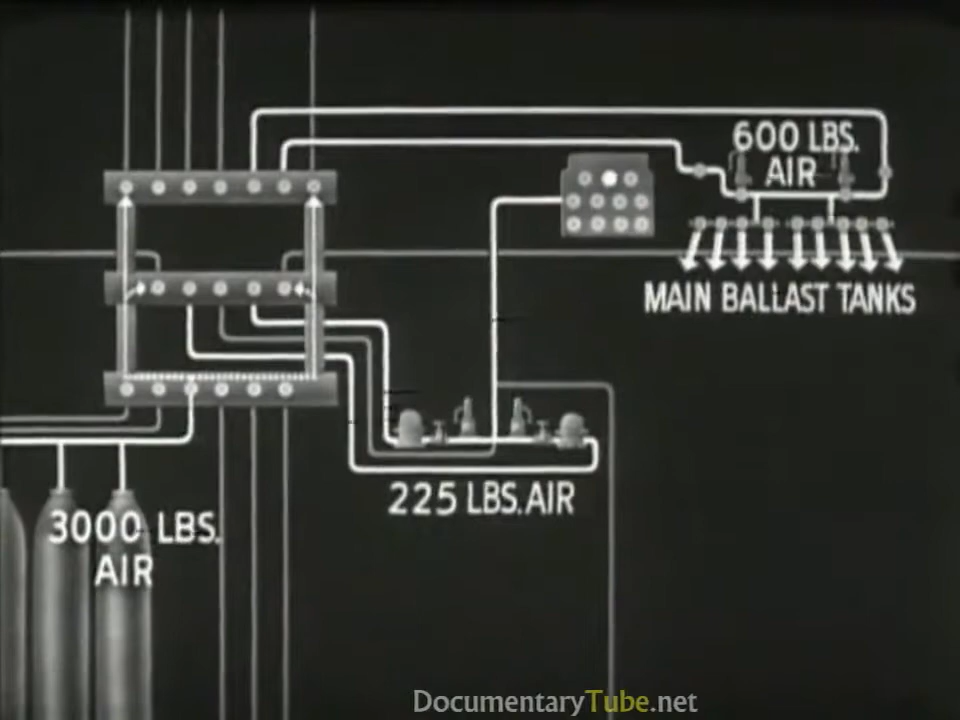 600 LBS.
AIR
MAIN BALLAST TANKS
225 LBS. AIR
3000 LBS.
AIR
DocumentaryTube.net